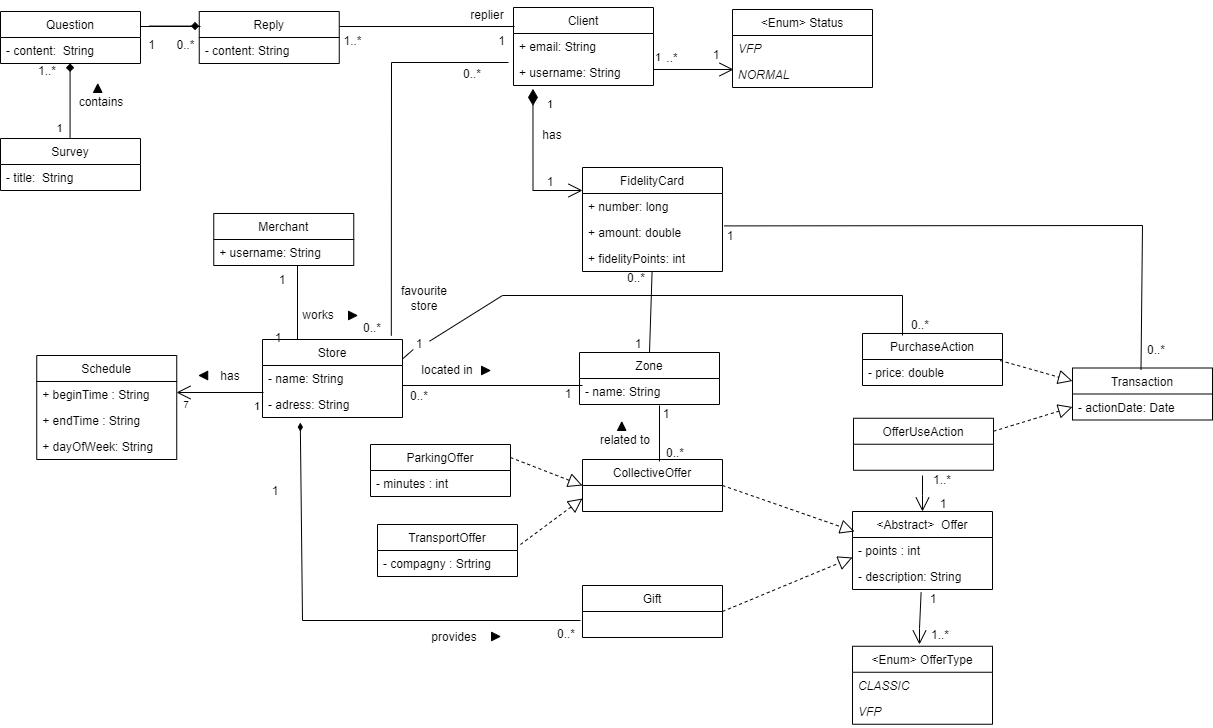 Question
- content:  String
1
0..*
Reply
- content: String
1..*
replier
1
Client
+ email: String
+ username: String
0..*
1 ..*
1
<Enum> Status
VFP
NORMAL
1..*
contains
1
Survey
- title:  String
1
has
1
FidelityCard
+ number: long
+ amount: double
+ fidelityPoints: int
1
0..*
Merchant
+ username: String
1
works
1
0..*
favourite
store
1
Store
- name: String
- adress: String
Schedule
+ beginTime : String
+ endTime : String
+ dayOfWeek: String
has
7
1
located in
0..*
1
1
Zone
- name: String
1
related to
0..*
0..*
PurchaseAction
- price: double
0..*
Transaction
- actionDate: Date
OfferUseAction
1..*
1
ParkingOffer
- minutes : int
CollectiveOffer
TransportOffer
- compagny : Srtring
<Abstract>  Offer
- points : int
- description: String
1
Gift
provides
0..*
1
1..*
<Enum> OfferType
CLASSIC
VFP